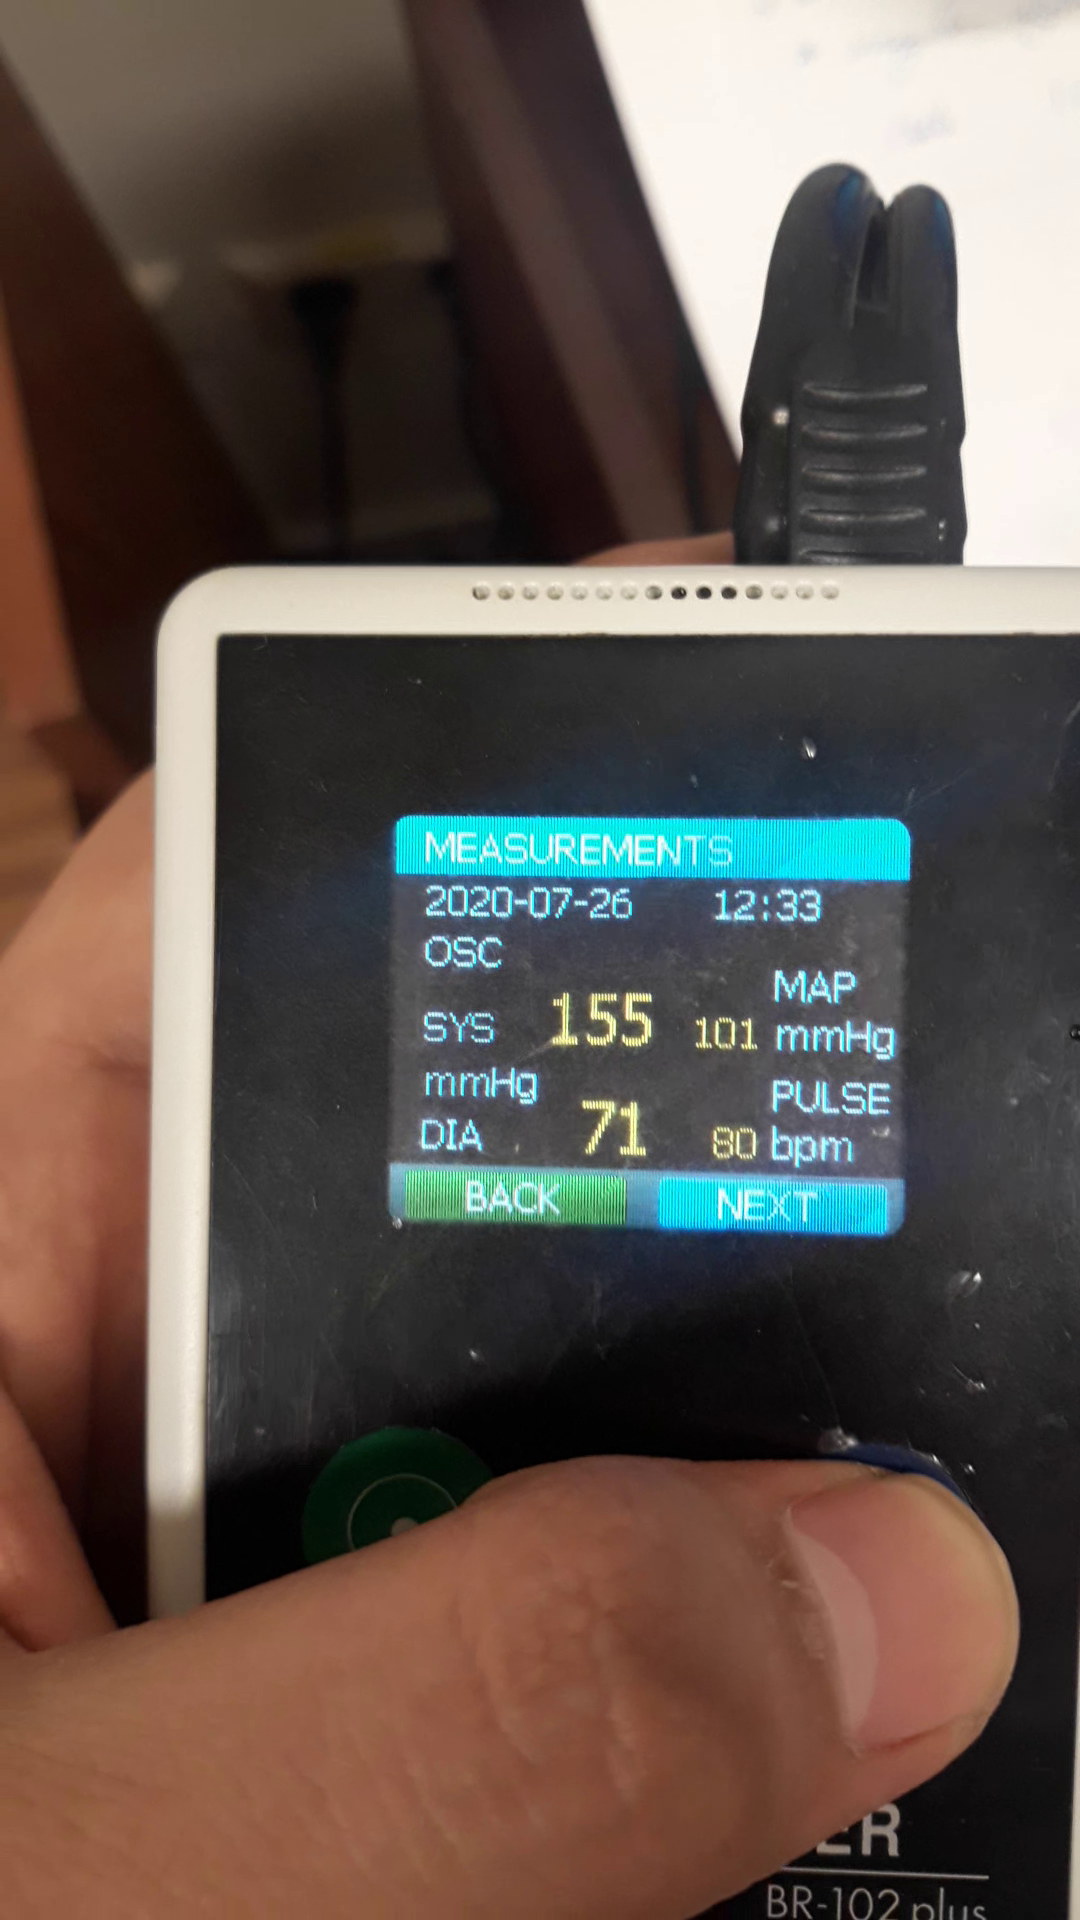 MEASUREMENTS
2020-07-26 12:33
OSC
MAP
SYS 155 101 mmHg
mmHg
PULSE
DIA 71 80 bpm
BACK NEXT
BR-102 plus